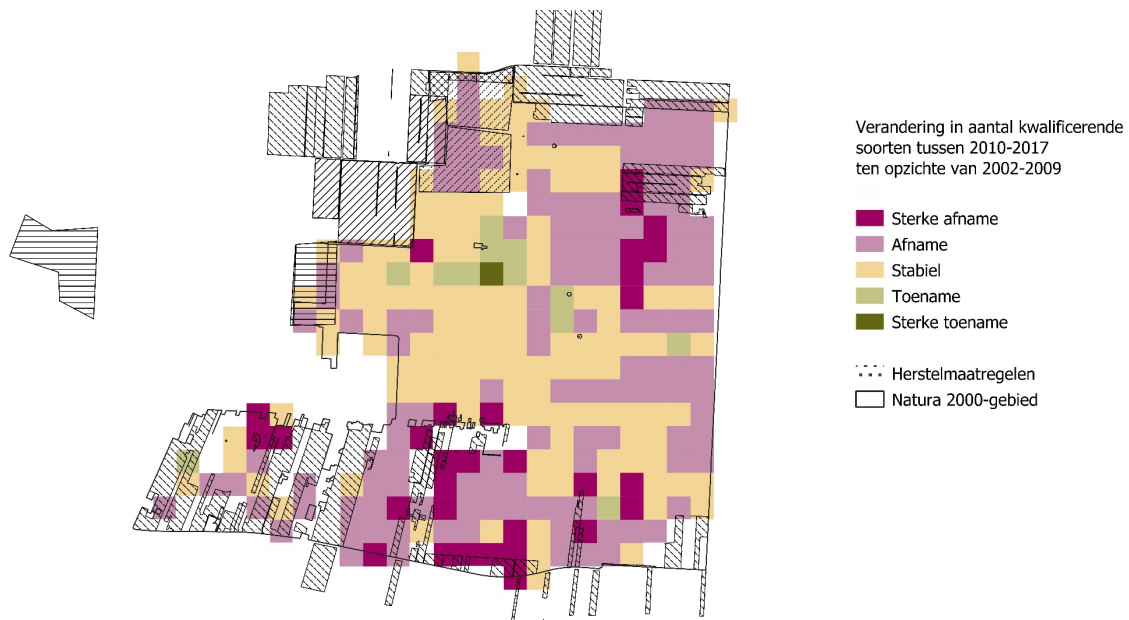 Verandering in aantal kwalificerende
soorten tussen 2010-2017
ten opzichte van 2002-2009
Sterke afname
Afname
Stabiel
Toename
Sterke toename
Herstelmaatregelen
Natura 2000-gebied